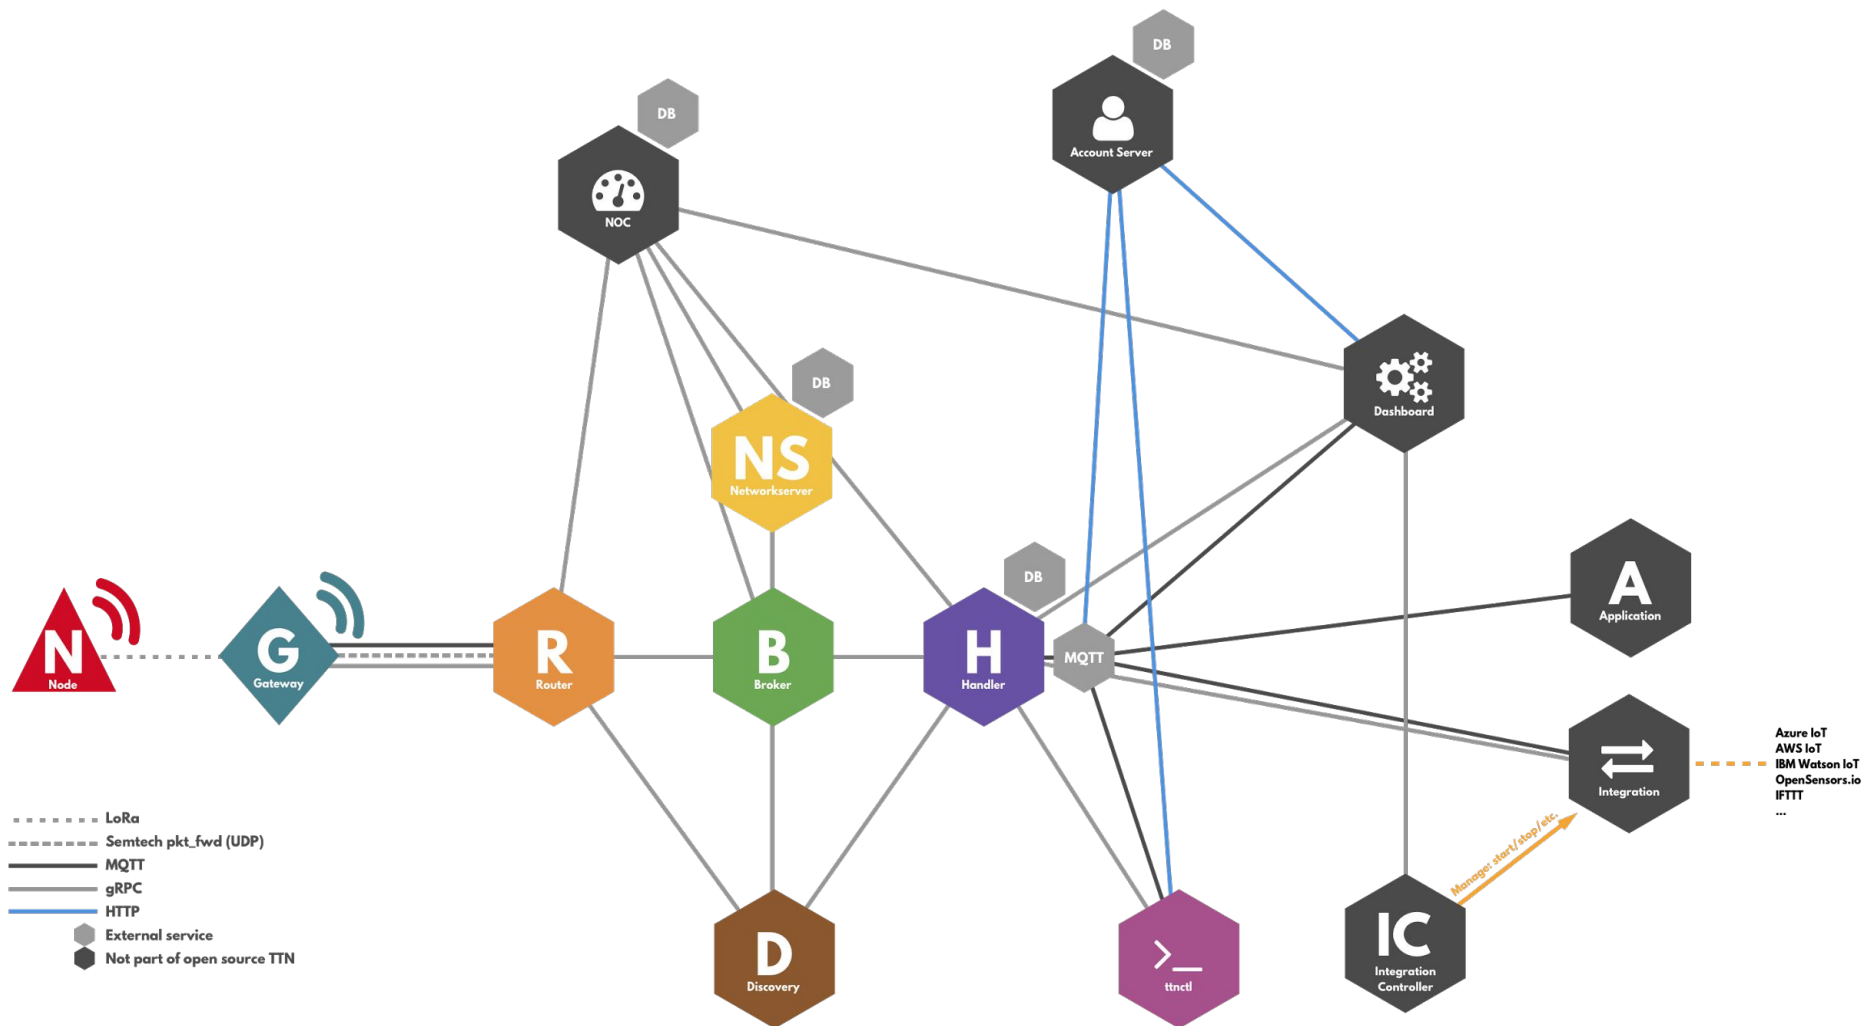 DB
Account Server
DB
NOC
DB
NS
Networkserver
Dashboard
DB
A
Application
N
Node
G
Gateway
R
Router
B
Broker
H
Handler
MQTT
Integration
Azure IoT
AWS IoT
IBM Watson IoT
OpenSensors.io
IFTTT
...
Manage: start/stop/etc.
LoRa
Semtech pkt_fwd (UDP)
MQTT
gRPC
HTTP
External service
Not part of open source TTN
D
Discovery
>_
ttnctl
IC
Integration
Controller